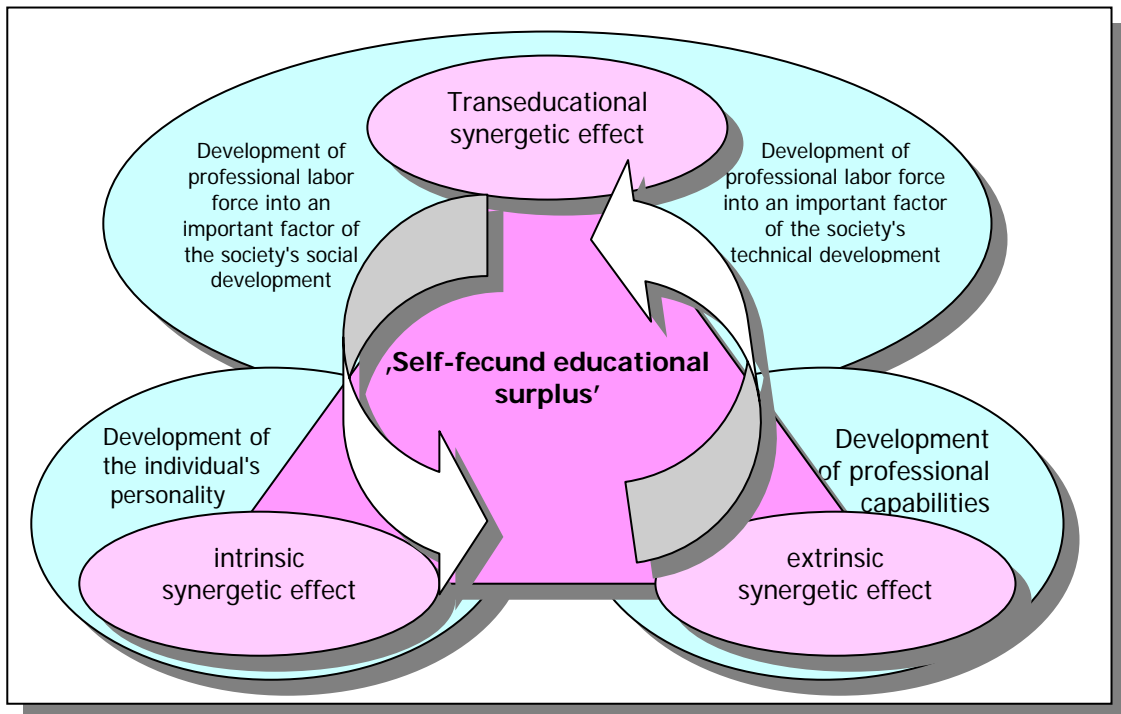 Transeducational
synergetic effect
Development of
professional labor
force into an
important factor of
the society's social
development
Development of
professional labor force
into an important factor
of the society's
technical development
‚Self-fecund educational
surplus’
Development of
the individual's
personality
Development
of professional
capabilities
intrinsic
synergetic effect
extrinsic
synergetic effect